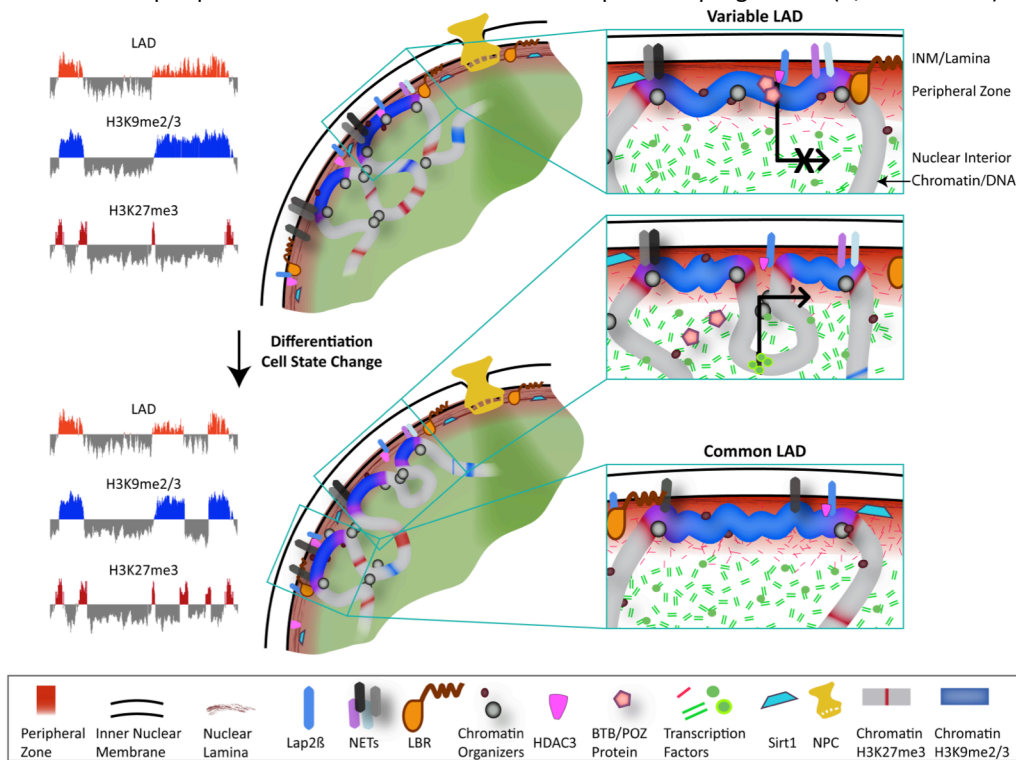 Variable LAD
LAD
H3K9me2/3
H3K27me3
INM/Lamina
Peripheral Zone
Nuclear Interior
Chromatin/DNA
X
Differentiation
Cell State Change
LAD
H3K9me2/3
H3K27me3
Common LAD
Peripheral
Zone
Inner Nuclear
Membrane
Nuclear
Lamina
Lap2ß
NETs
LBR
Chromatin
Organizers
HDAC3
BTB/POZ
Protein
Transcription
Factors
Sirt1
NPC
Chromatin
H3K27me3
Chromatin
H3K9me2/3